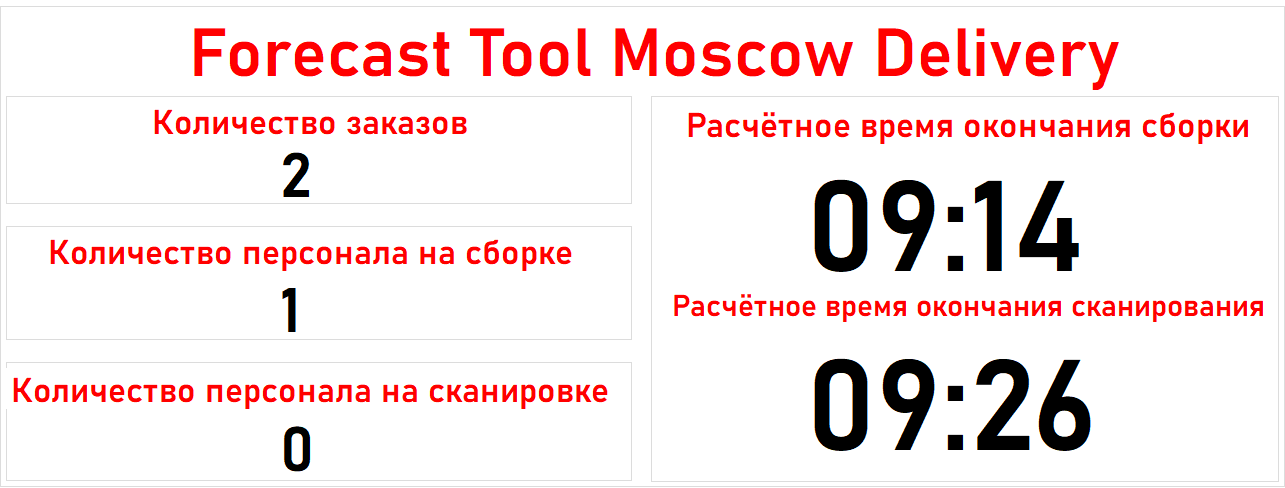 Forecast Tool Moscow Delivery
Количество заказов
2
Количество персонала на сборке
1
Количество персонала на сканировке
0
Расчётное время окончания сборки
09:14
Расчётное время окончания сканирования
09:26